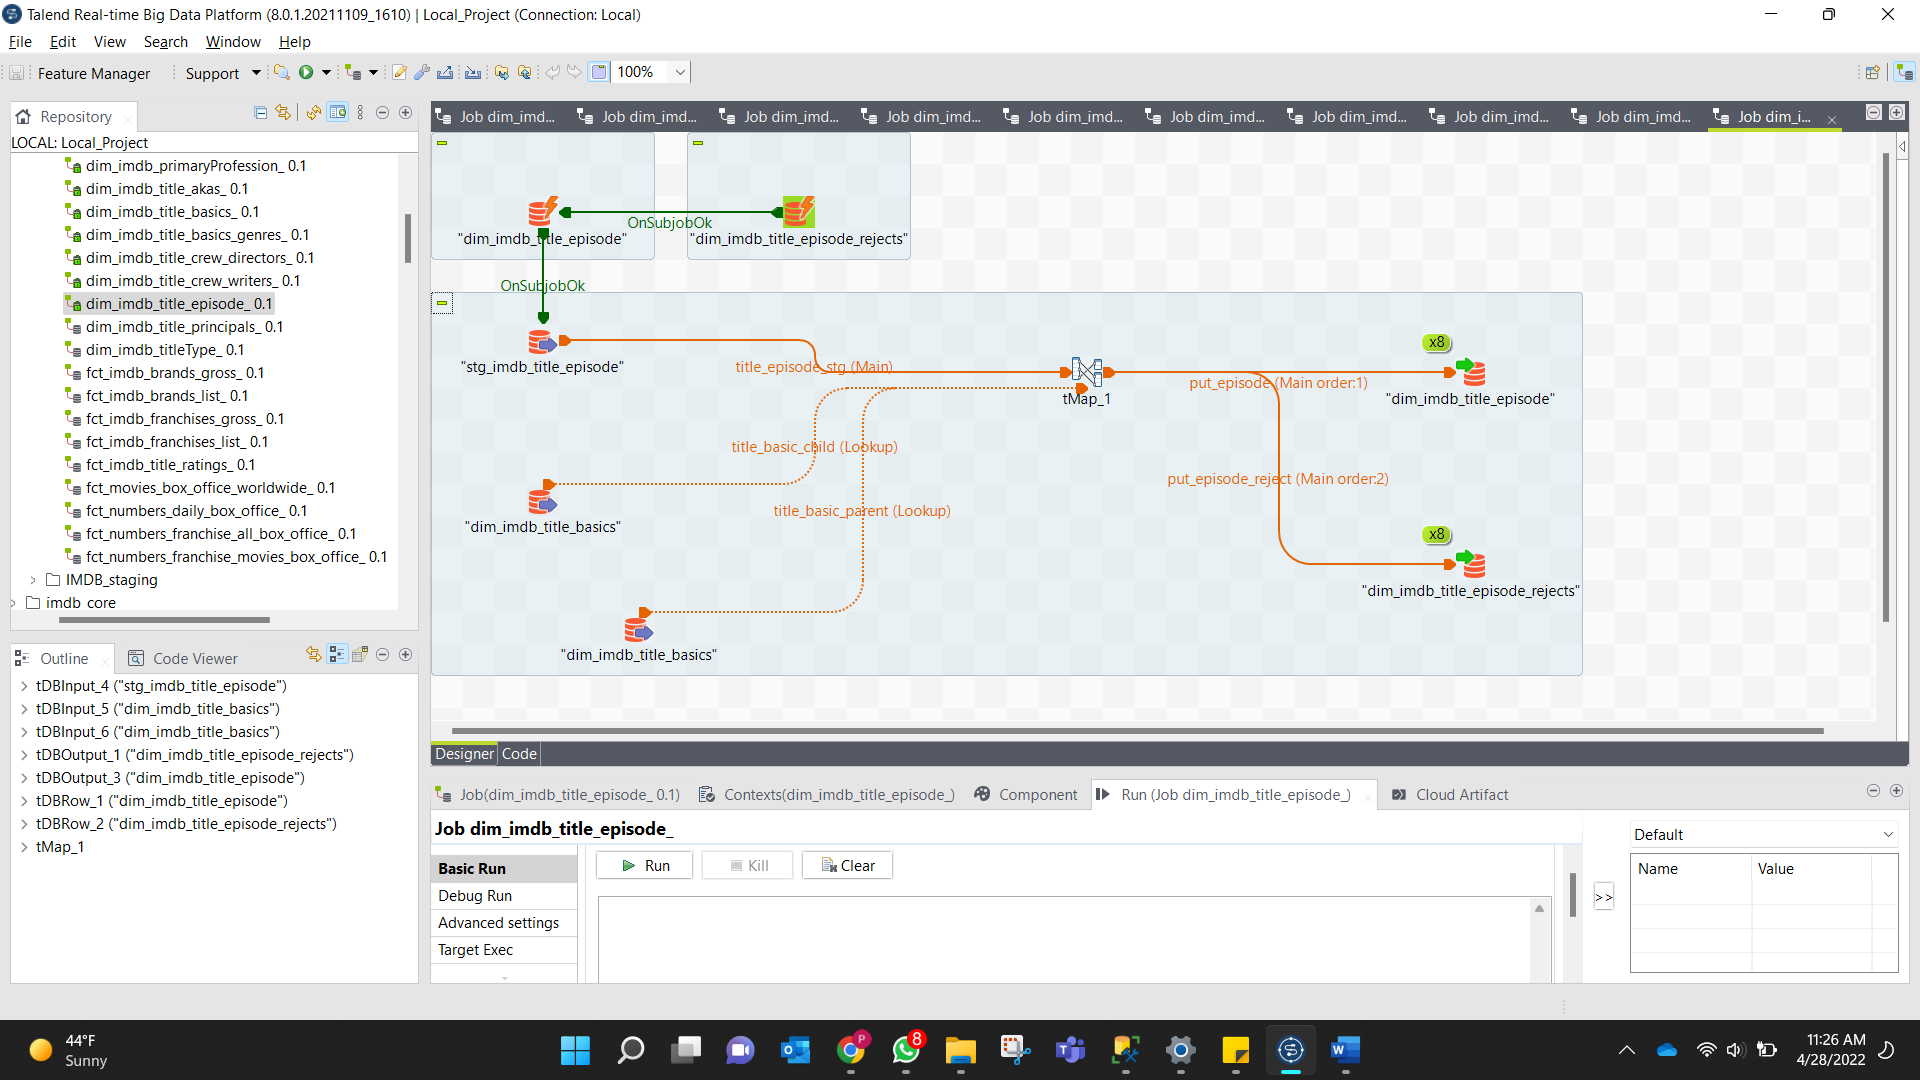 Talend Real-time Big Data Platform (8.0.1.20211109_1610) | Local_Project (Connection: Local)
File Edit View Search Window Help
Feature Manager Support 100%
Repository
LOCAL: Local_Project
dim_imdb_primaryProfession_ 0.1
dim_imdb_title_akas_ 0.1
dim_imdb_title_basics_ 0.1
dim_imdb_title_basics_genres_ 0.1
dim_imdb_title_crew_directors_ 0.1
dim_imdb_title_crew_writers_ 0.1
dim_imdb_title_episode_ 0.1
dim_imdb_title_principals_ 0.1
dim_imdb_titleType_ 0.1
fct_imdb_brands_gross_ 0.1
fct_imdb_brands_list_ 0.1
fct_imdb_franchises_gross_ 0.1
fct_imdb_franchises_list_ 0.1
fct_imdb_title_ratings_ 0.1
fct_movies_box_office_worldwide_ 0.1
fct_numbers_daily_box_office_ 0.1
fct_numbers_franchise_all_box_office_ 0.1
fct_numbers_franchise_movies_box_office_ 0.1
IMDB_staging
imdb core
Outline Code Viewer
tDBInput_4 ("stg_imdb_title_episode")
tDBInput_5 ("dim_imdb_title_basics")
tDBInput_6 ("dim_imdb_title_basics")
tDBOutput_1 ("dim_imdb_title_episode_rejects")
tDBOutput_3 ("dim_imdb_title_episode")
tDBRow_1 ("dim_imdb_title_episode")
tDBRow_2 ("dim_imdb_title_episode_rejects")
tMap_1
Job dim_imd... Job dim_imd... Job dim_imd... Job dim_imd... Job dim_imd... Job dim_imd... Job dim_imd... Job dim_imd... Job dim_imd... Job dim_i...
OnSubjobOk
"dim_imdb_title_episode" "dim_imdb_title_episode_rejects"
OnSubjobOk
x8
"stg_imdb_title_episode" title_episode_stg (Main)
put_episode (Main order:1)
tMap_1 "dim_imdb_title_episode"
title_basic_child (Lookup)
put_episode_reject (Main order:2)
title_basic_parent (Lookup)
"dim_imdb_title_basics"
x8
"dim_imdb_title_episode_rejects"
"dim_imdb_title_basics"
Designer Code
Job(dim_imdb_title_episode_ 0.1) Contexts(dim_imdb_title_episode_) Component Run (Job dim_imdb_title_episode_) Cloud Artifact
Job dim_imdb_title_episode_
Basic Run
Debug Run
Advanced settings
Target Exec
Run Kill Clear
>>
Default
Name Value
44°F
Sunny
P
8
11:26 AM
4/28/2022